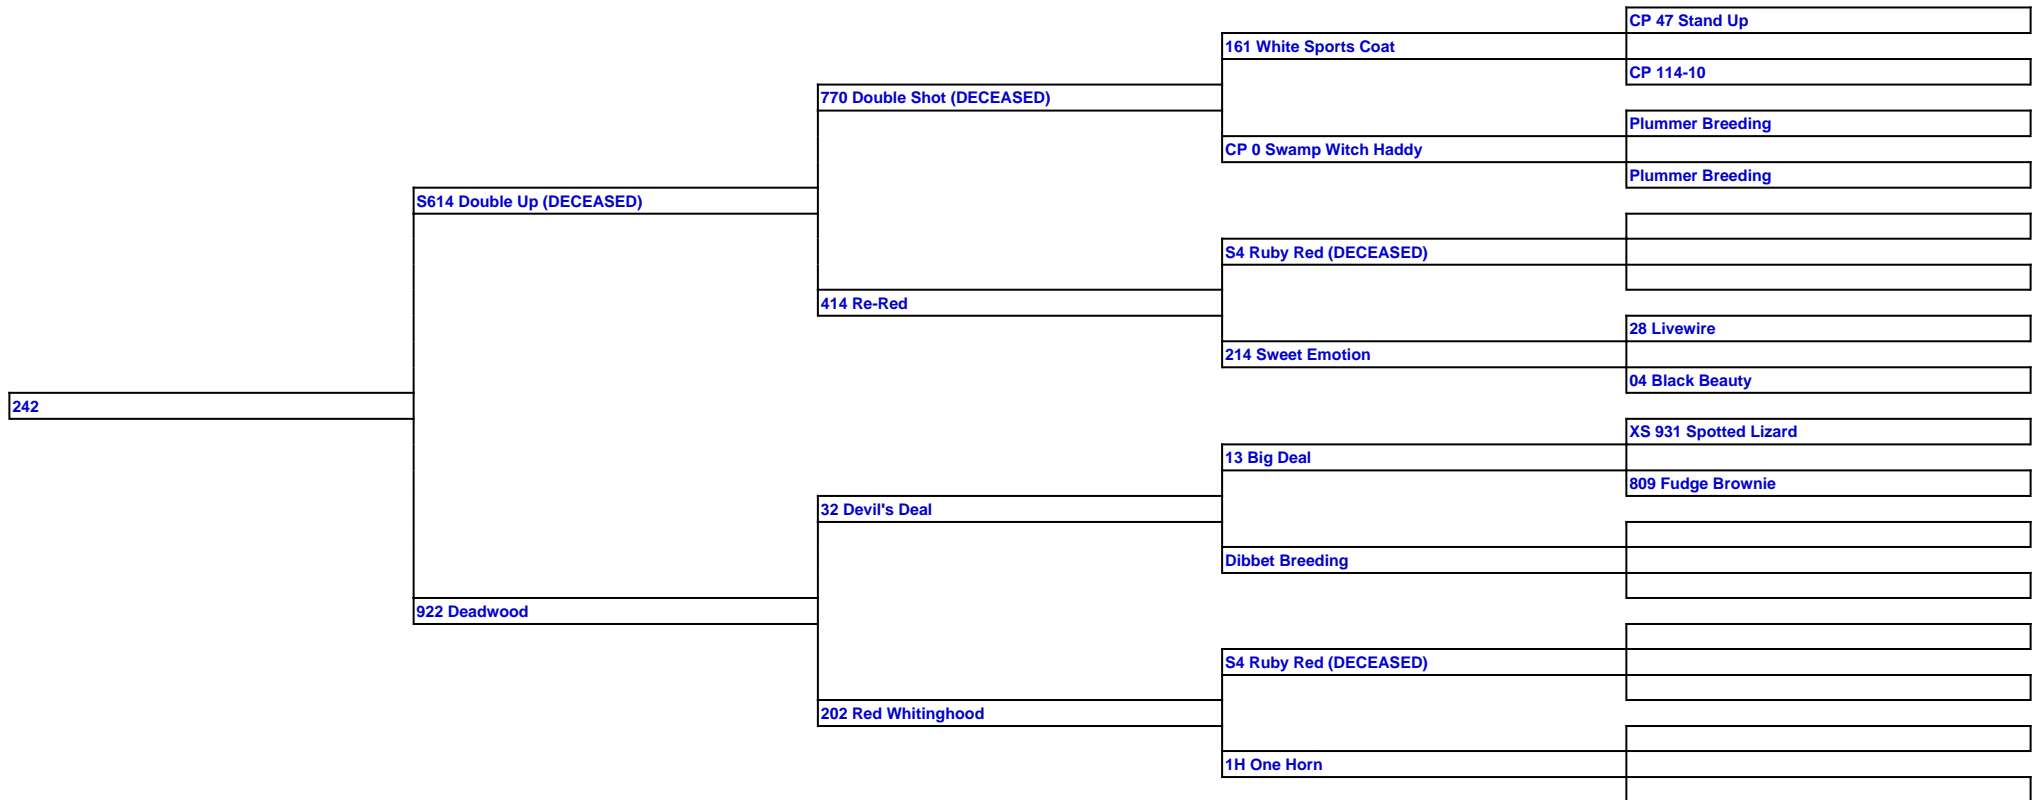 CP 47 Stand Up
161 White Sports Coat
CP 114-10
770 Double Shot (DECEASED)
Plummer Breeding
CP 0 Swamp Witch Haddy
Plummer Breeding
S614 Double Up (DECEASED)
S4 Ruby Red (DECEASED)
414 Re-Red
28 Livewire
214 Sweet Emotion
04 Black Beauty
242
XS 931 Spotted Lizard
13 Big Deal
809 Fudge Brownie
32 Devil's Deal
Dibbet Breeding
922 Deadwood
S4 Ruby Red (DECEASED)
202 Red Whitinghood
1H One Horn